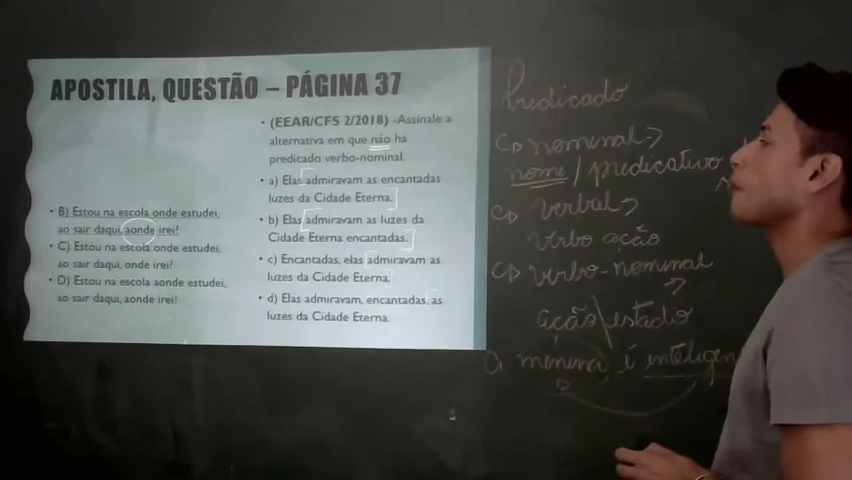 APOSTILA, QUESTÃO – PÁGINA 37
• B) Estou na escola onde estudei,
ao sair daqui, aonde irei!
• C) Estou na escola onde estudei,
ao sair daqui, onde irei!
• D) Estou na escola aonde estudei,
ao sair daqui, aonde irei!
• (EEAR/CFS 2/2018) -Assinale a
alternativa em que não há
predicado verbo-nominal.
• a) Elas admiravam as encantadas
luzes da Cidade Eterna.
• b) Elas admiravam as luzes da
Cidade Eterna encantadas.
• c) Encantadas, elas admiravam as
luzes da Cidade Eterna.
• d) Elas admiravam, encantadas, as
luzes da Cidade Eterna.
Predicado
nominal →
nome / predicativo
verbal →
verbo ação
verbo-nominal
→
ação \ estado
A menina é inteligen